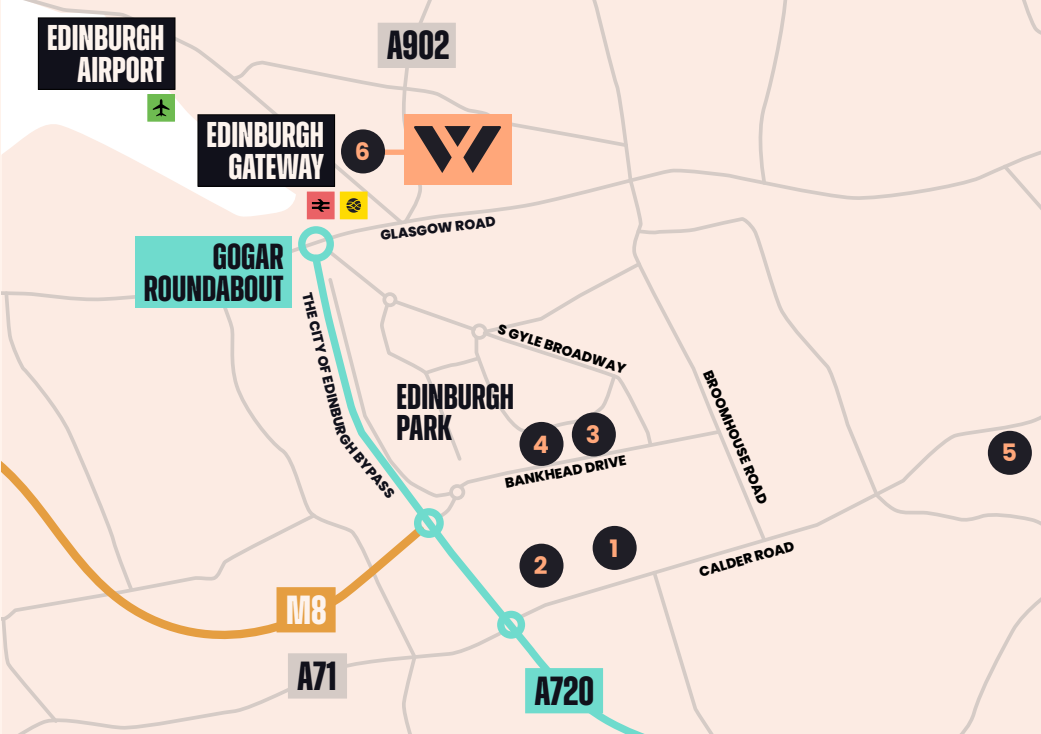 EDINBURGH
AIRPORT
A902
EDINBURGH
GATEWAY
6
W
GLASGOW ROAD
GOGAR
ROUNDABOUT
THE CITY OF EDINBURGH BYPASS
S GYLE BROADWAY
EDINBURGH
PARK
BROOMHOUSE ROAD
4
3
5
BANKHEAD DRIVE
2
1
CALDER ROAD
M8
A71
A720